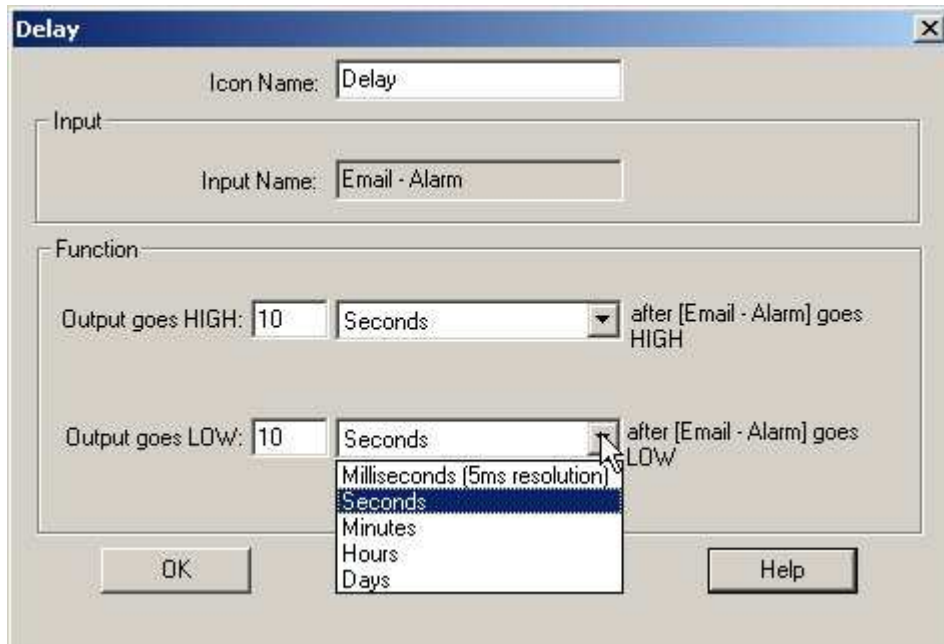 Delay
Icon Name: Delay
Input
Input Name: Email - Alarm
Function
Output goes HIGH: 10 Seconds after [Email - Alarm] goes
HIGH
Output goes LOW: 10 Seconds after [Email - Alarm] goes
LOW
Milliseconds (5ms resolution)
Seconds
Minutes
Hours
Days
OK
Help